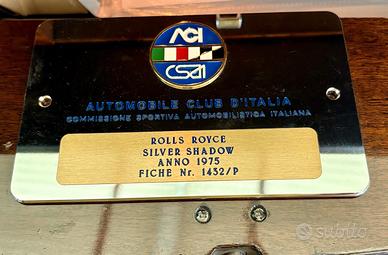 ACI
CSAI
AUTOMOBILE CLUB D'ITALIA
COMMISSIONE SPORTIVA AUTOMOBILISTICA ITALIANA
ROLLS ROYCE
SILVER SHADOW
ANNO 1975
FICHE Nr. 1432/P
subito